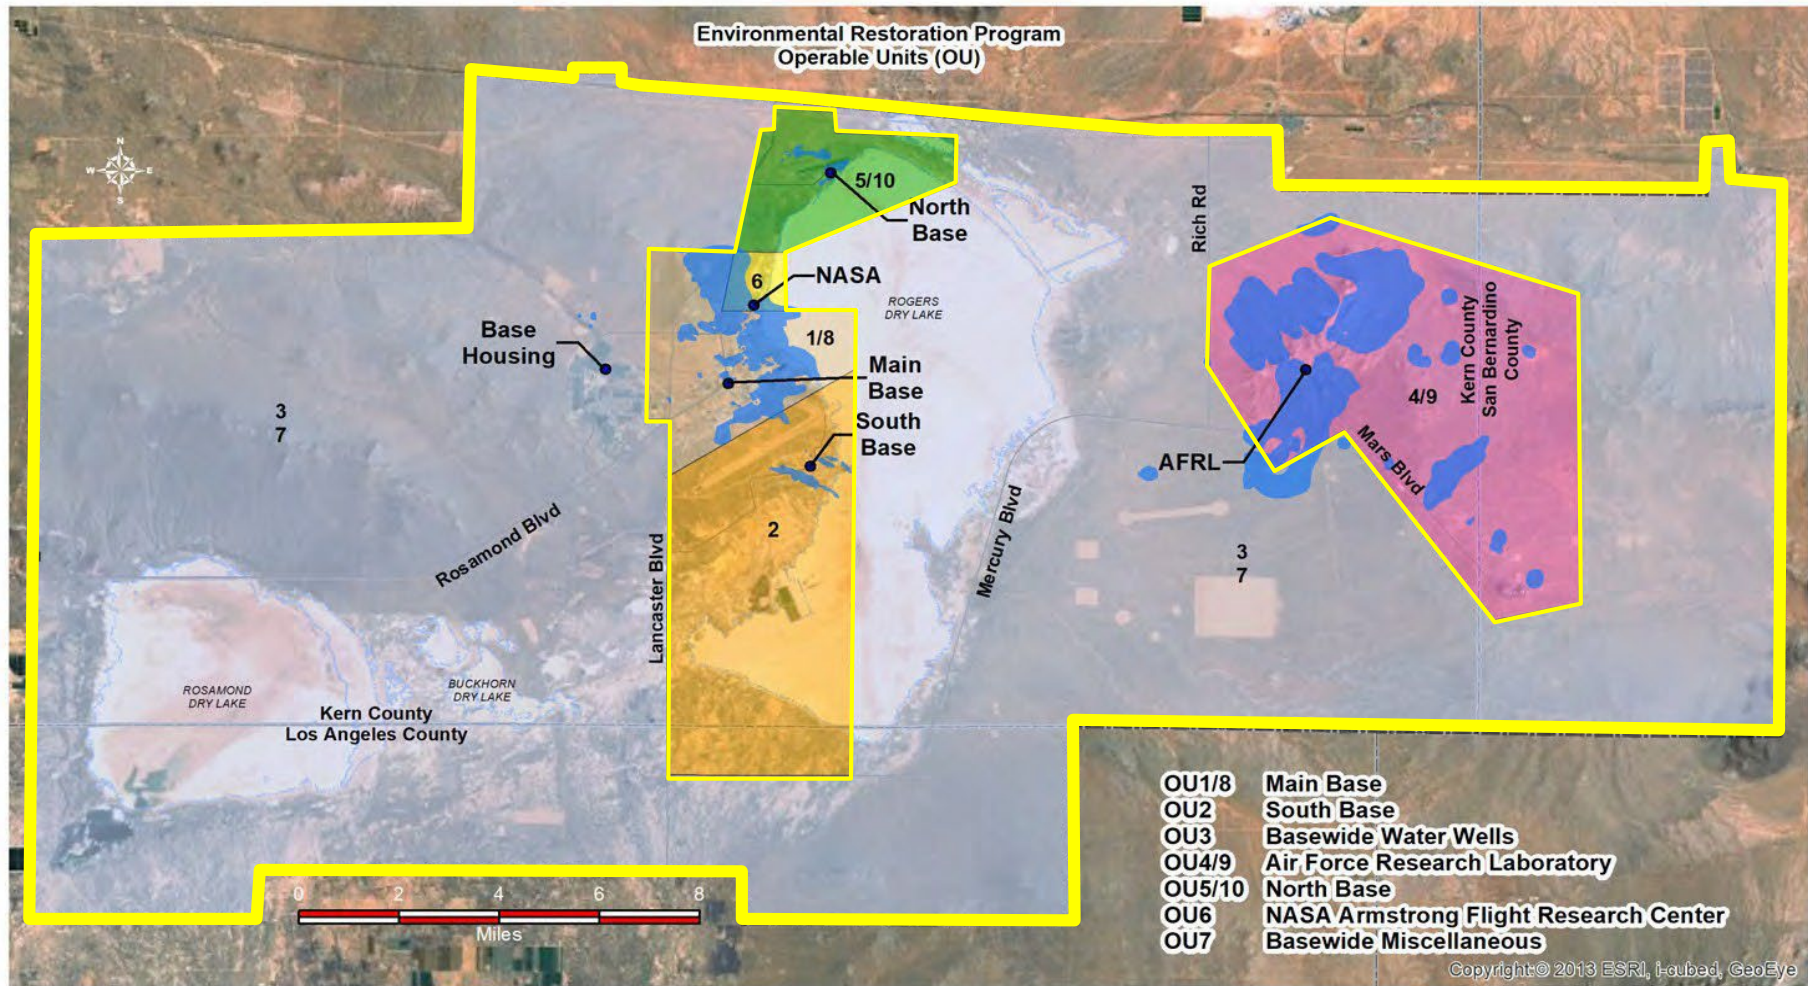 Environmental Restoration Program
Operable Units (OU)
N
W E
S
5/10
North
Base
Rich Rd
6
NASA
ROGERS
DRY LAKE
Base
Housing
1/8
Main
Base
South
Base
3
7
Kern County
San Bernardino
County
4/9
AFRL
Mars Blvd
2
Rosamond Blvd
Lancaster Blvd
Mercury Blvd
3
7
ROSAMOND
DRY LAKE
BUCKHORN
DRY LAKE
Kern County
Los Angeles County
0 2 4 6 8
Miles
OU1/8 Main Base
OU2 South Base
OU3 Basewide Water Wells
OU4/9 Air Force Research Laboratory
OU5/10 North Base
OU6 NASA Armstrong Flight Research Center
OU7 Basewide Miscellaneous
Copyright:© 2013 ESRI, i-cubed, GeoEye